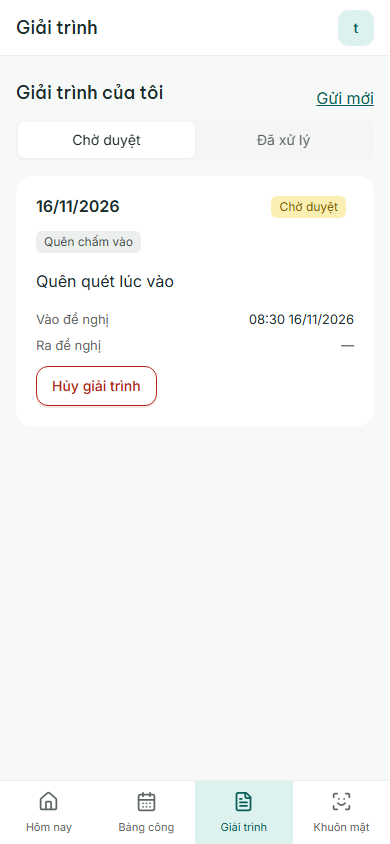 Giải trình
t
Giải trình của tôi
Gửi mới
Chờ duyệt
Đã xử lý
16/11/2026
Chờ duyệt
Quên chấm vào
Quên quét lúc vào
Vào đề nghị
08:30 16/11/2026
Ra đề nghị
—
Hủy giải trình
Hôm nay
Bảng công
Giải trình
Khuôn mặt